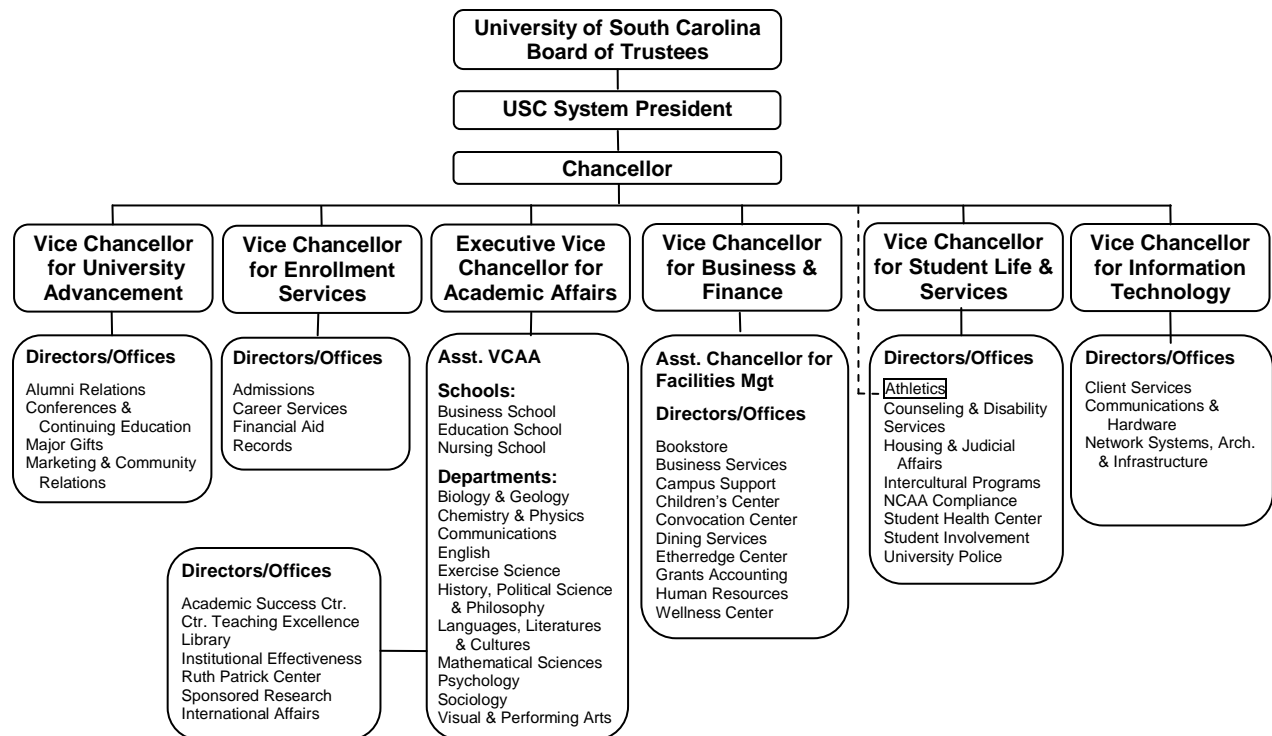 University of South Carolina
Board of Trustees
USC System President
Chancellor
Vice Chancellor
for University
Advancement
Vice Chancellor
for Enrollment
Services
Executive Vice
Chancellor for
Academic Affairs
Vice Chancellor
for Business &
Finance
Vice Chancellor
for Student Life &
Services
Vice Chancellor
for Information
Technology
Directors/Offices
Alumni Relations
Conferences &
Continuing Education
Major Gifts
Marketing & Community
Relations
Directors/Offices
Admissions
Career Services
Financial Aid
Records
Asst. VCAA
Schools:
Business School
Education School
Nursing School
Departments:
Biology & Geology
Chemistry & Physics
Communications
English
Exercise Science
History, Political Science
& Philosophy
Languages, Literatures
& Cultures
Mathematical Sciences
Psychology
Sociology
Visual & Performing Arts
Directors/Offices
Academic Success Ctr.
Ctr. Teaching Excellence
Library
Institutional Effectiveness
Ruth Patrick Center
Sponsored Research
International Affairs
Asst. Chancellor for
Facilities Mgt
Directors/Offices
Bookstore
Business Services
Campus Support
Children's Center
Convocation Center
Dining Services
Etherredge Center
Grants Accounting
Human Resources
Wellness Center
Directors/Offices
Athletics
Counseling & Disability
Services
Housing & Judicial
Affairs
Intercultural Programs
NCAA Compliance
Student Health Center
Student Involvement
University Police
Directors/Offices
Client Services
Communications &
Hardware
Network Systems, Arch.
& Infrastructure